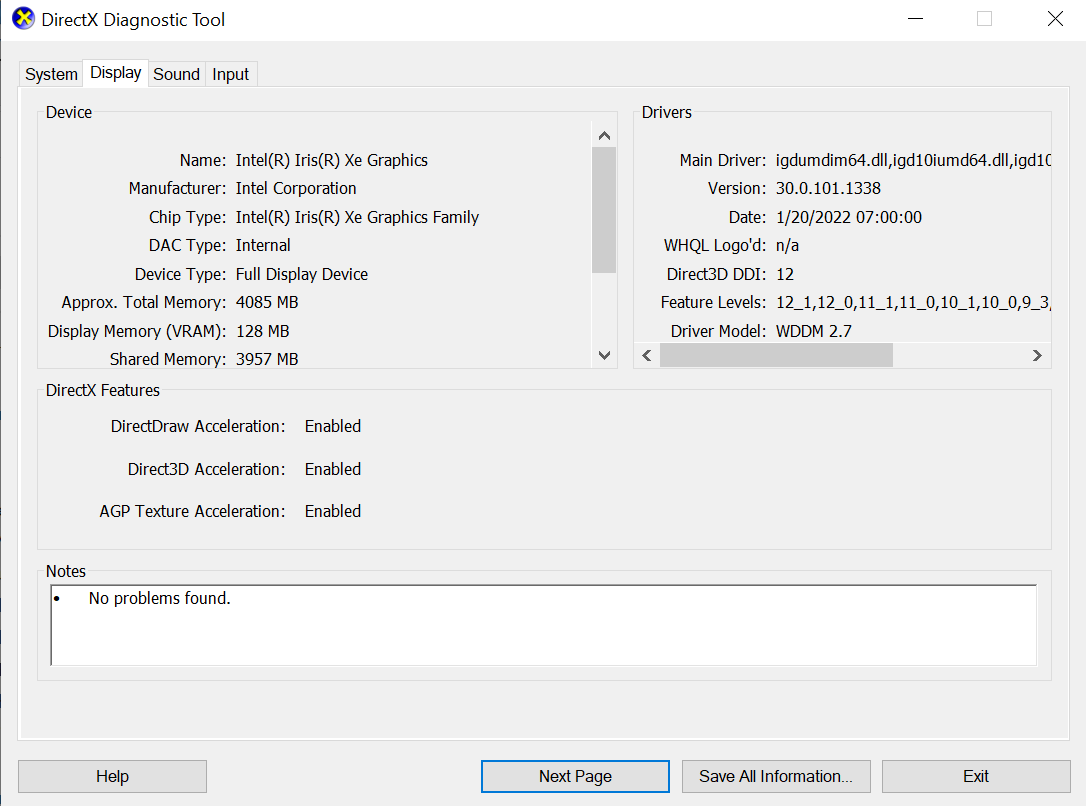 DirectX Diagnostic Tool
System Display Sound Input
Device
Name: Intel(R) Iris(R) Xe Graphics
Manufacturer: Intel Corporation
Chip Type: Intel(R) Iris(R) Xe Graphics Family
DAC Type: Internal
Device Type: Full Display Device
Approx. Total Memory: 4085 MB
Display Memory (VRAM): 128 MB
Shared Memory: 3957 MB
Drivers
Main Driver: igdumdim64.dll,igd10iumd64.dll,igd10
Version: 30.0.101.1338
Date: 1/20/2022 07:00:00
WHQL Logo'd: n/a
Direct3D DDI: 12
Feature Levels: 12_1,12_0,11_1,11_0,10_1,10_0,9_3,
Driver Model: WDDM 2.7
DirectX Features
DirectDraw Acceleration: Enabled
Direct3D Acceleration: Enabled
AGP Texture Acceleration: Enabled
Notes
• No problems found.
Help Next Page Save All Information... Exit